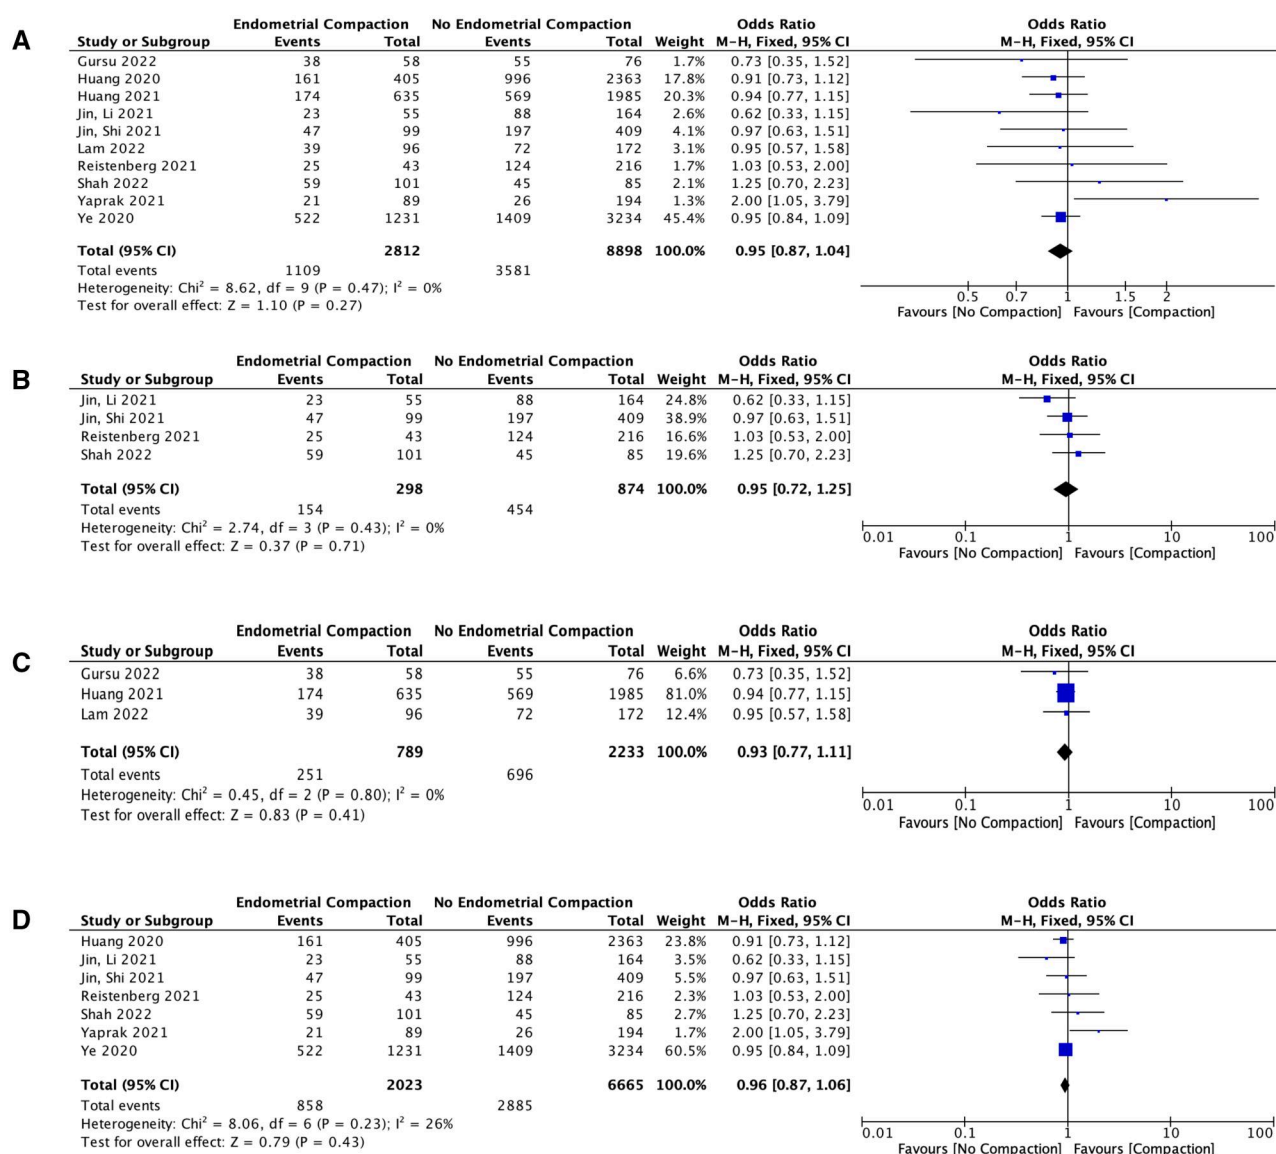 A
Endometrial Compaction No Endometrial Compaction Odds Ratio Odds Ratio
Study or Subgroup Events Total Events Total Weight M-H, Fixed, 95% CI M-H, Fixed, 95% CI
Gursu 2022 38 58 55 76 1.7% 0.73 [0.35, 1.52]
Huang 2020 161 405 996 2363 17.8% 0.91 [0.73, 1.12]
Huang 2021 174 635 569 1985 20.3% 0.94 [0.77, 1.15]
Jin, Li 2021 23 55 88 164 2.6% 0.62 [0.33, 1.15]
Jin, Shi 2021 47 99 197 409 4.1% 0.97 [0.63, 1.51]
Lam 2022 39 96 72 172 3.1% 0.95 [0.57, 1.58]
Reistenberg 2021 25 43 124 216 1.7% 1.03 [0.53, 2.00]
Shah 2022 59 101 45 85 2.1% 1.25 [0.70, 2.23]
Yaprak 2021 21 89 26 194 1.3% 2.00 [1.05, 3.79]
Ye 2020 522 1231 1409 3234 45.4% 0.95 [0.84, 1.09]
Total (95% CI) 2812 8898 100.0% 0.95 [0.87, 1.04]
Total events 1109 3581
Heterogeneity: Chi² = 8.62, df = 9 (P = 0.47); I² = 0%
Test for overall effect: Z = 1.10 (P = 0.27)
0.5 0.7 1 1.5 2
Favours [No Compaction] Favours [Compaction]
B
Endometrial Compaction No Endometrial Compaction Odds Ratio Odds Ratio
Study or Subgroup Events Total Events Total Weight M-H, Fixed, 95% CI M-H, Fixed, 95% CI
Jin, Li 2021 23 55 88 164 24.8% 0.62 [0.33, 1.15]
Jin, Shi 2021 47 99 197 409 38.9% 0.97 [0.63, 1.51]
Reistenberg 2021 25 43 124 216 16.6% 1.03 [0.53, 2.00]
Shah 2022 59 101 45 85 19.6% 1.25 [0.70, 2.23]
Total (95% CI) 298 874 100.0% 0.95 [0.72, 1.25]
Total events 154 454
Heterogeneity: Chi² = 2.74, df = 3 (P = 0.43); I² = 0%
Test for overall effect: Z = 0.37 (P = 0.71)
0.01 0.1 1 10 100
Favours [No Compaction] Favours [Compaction]
C
Endometrial Compaction No Endometrial Compaction Odds Ratio Odds Ratio
Study or Subgroup Events Total Events Total Weight M-H, Fixed, 95% CI M-H, Fixed, 95% CI
Gursu 2022 38 58 55 76 6.6% 0.73 [0.35, 1.52]
Huang 2021 174 635 569 1985 81.0% 0.94 [0.77, 1.15]
Lam 2022 39 96 72 172 12.4% 0.95 [0.57, 1.58]
Total (95% CI) 789 2233 100.0% 0.93 [0.77, 1.11]
Total events 251 696
Heterogeneity: Chi² = 0.45, df = 2 (P = 0.80); I² = 0%
Test for overall effect: Z = 0.83 (P = 0.41)
0.01 0.1 1 10 100
Favours [No Compaction] Favours [Compaction]
D
Endometrial Compaction No Endometrial Compaction Odds Ratio Odds Ratio
Study or Subgroup Events Total Events Total Weight M-H, Fixed, 95% CI M-H, Fixed, 95% CI
Huang 2020 161 405 996 2363 23.8% 0.91 [0.73, 1.12]
Jin, Li 2021 23 55 88 164 3.5% 0.62 [0.33, 1.15]
Jin, Shi 2021 47 99 197 409 5.5% 0.97 [0.63, 1.51]
Reistenberg 2021 25 43 124 216 2.3% 1.03 [0.53, 2.00]
Shah 2022 59 101 45 85 2.7% 1.25 [0.70, 2.23]
Yaprak 2021 21 89 26 194 1.7% 2.00 [1.05, 3.79]
Ye 2020 522 1231 1409 3234 60.5% 0.95 [0.84, 1.09]
Total (95% CI) 2023 6665 100.0% 0.96 [0.87, 1.06]
Total events 858 2885
Heterogeneity: Chi² = 8.06, df = 6 (P = 0.23); I² = 26%
Test for overall effect: Z = 0.79 (P = 0.43)
0.01 0.1 1 10 100
Favours [No Compaction] Favours [Compaction]